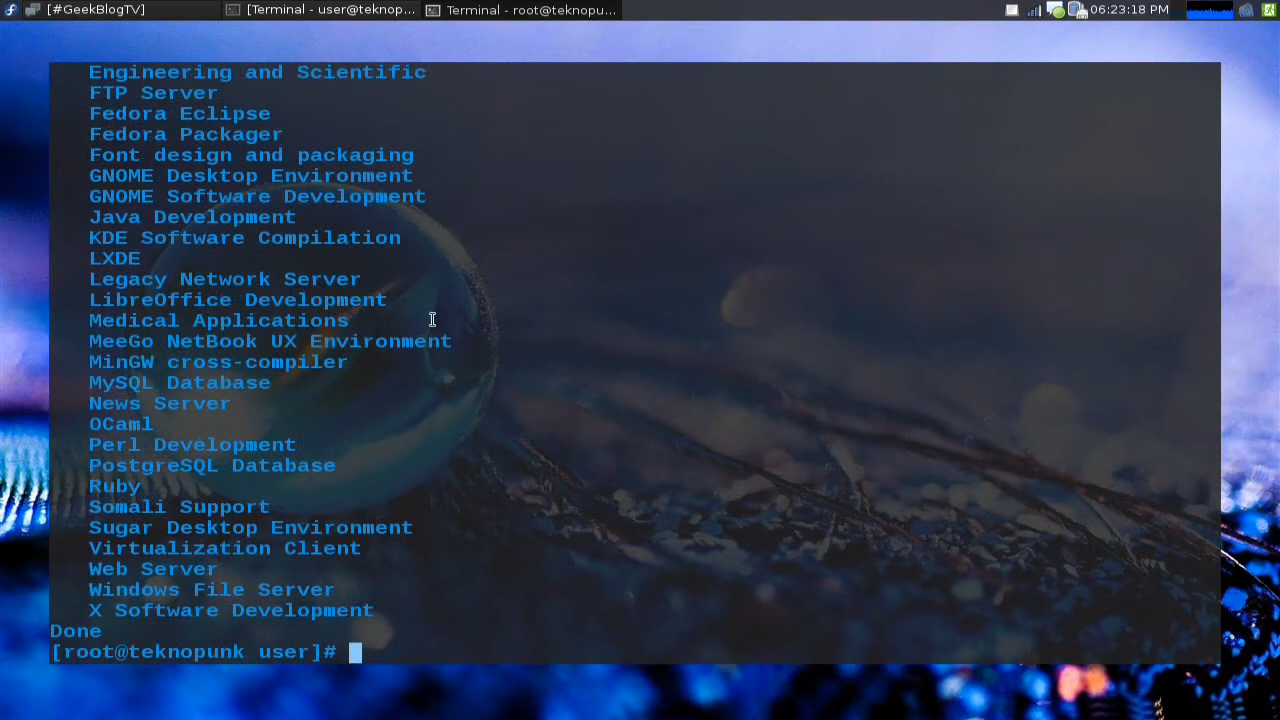 [#GeekBlogTV]
[Terminal - user@teknop...
Terminal - root@teknopu...
06:23:18 PM
Engineering and Scientific
FTP Server
Fedora Eclipse
Fedora Packager
Font design and packaging
GNOME Desktop Environment
GNOME Software Development
Java Development
KDE Software Compilation
LXDE
Legacy Network Server
LibreOffice Development
Medical Applications
MeeGo NetBook UX Environment
MinGW cross-compiler
MySQL Database
News Server
OCaml
Perl Development
PostgreSQL Database
Ruby
Somali Support
Sugar Desktop Environment
Virtualization Client
Web Server
Windows File Server
X Software Development
Done
[root@teknopunk user]#